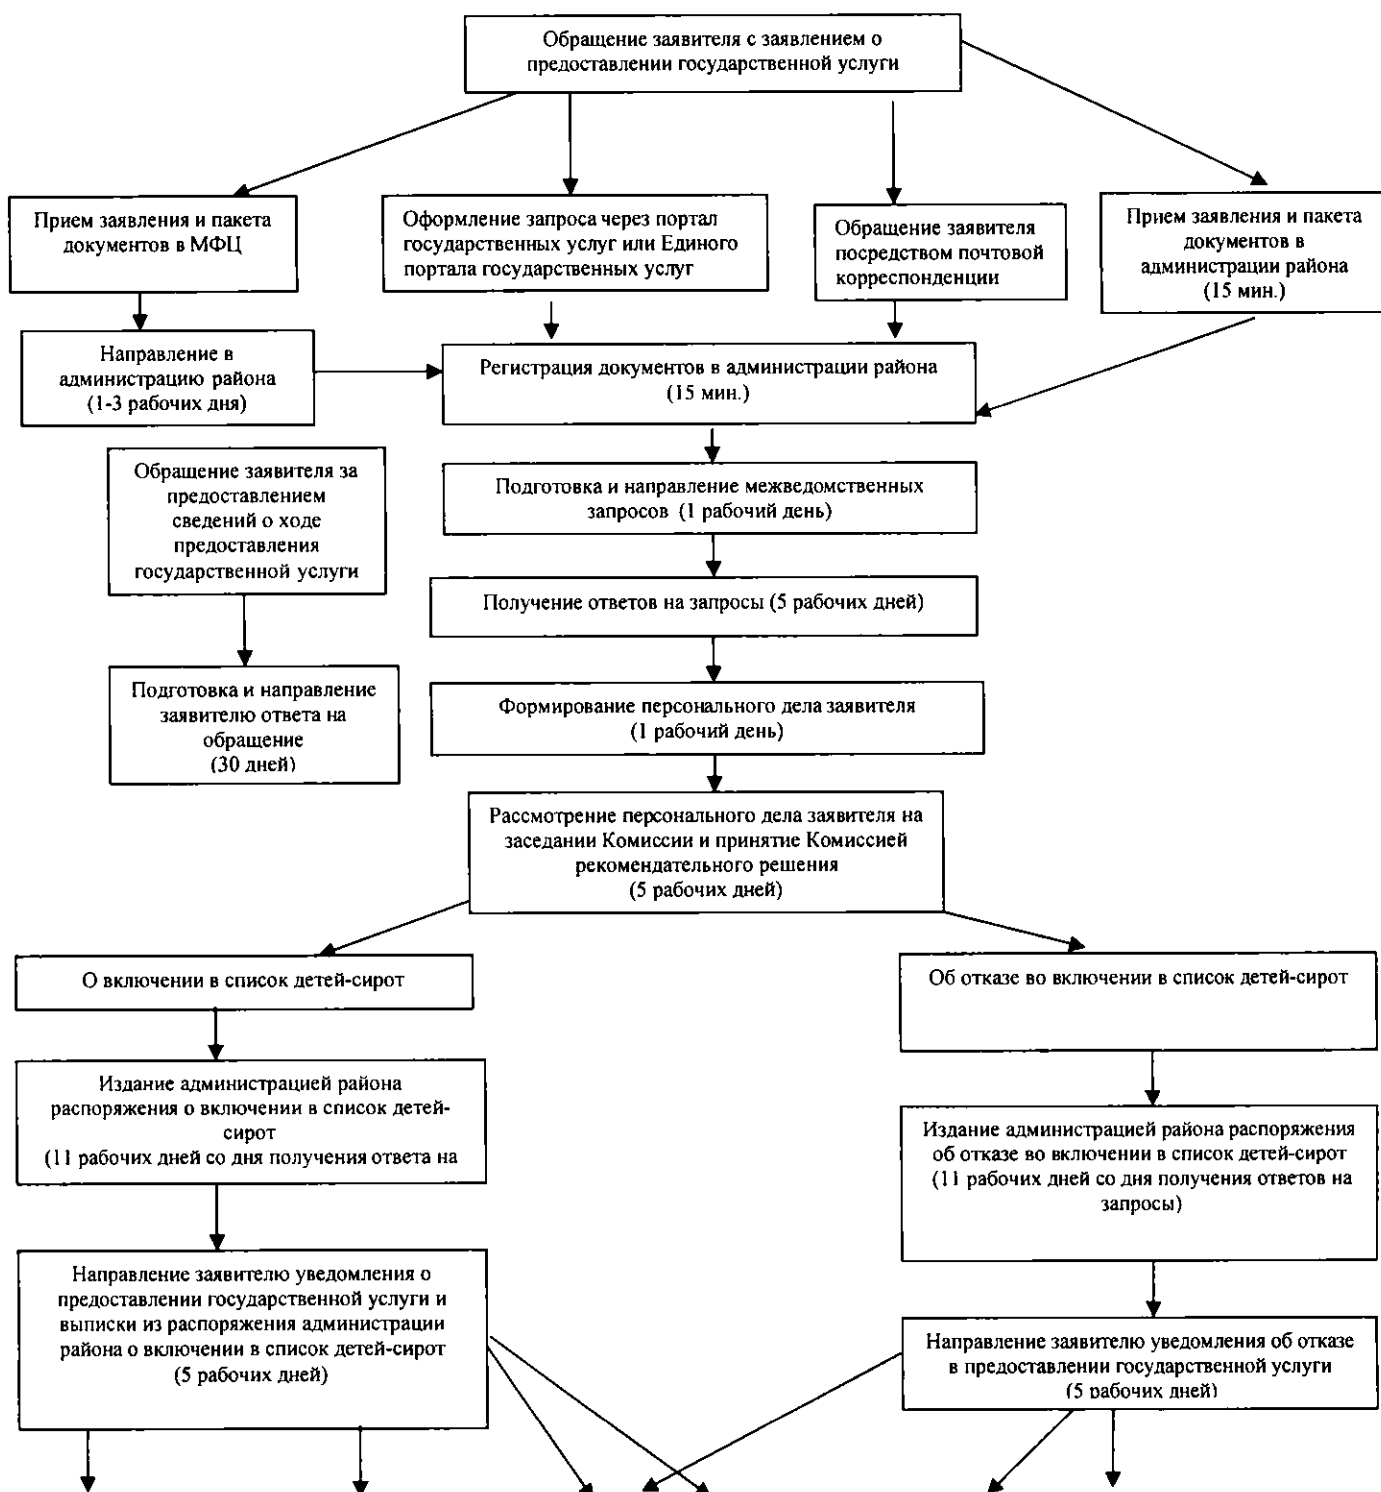 Обращение заявителя с заявлением о
предоставлении государственной услуги
Прием заявления и пакета
документов в МФЦ
Оформление запроса через портал
государственных услуг или Единого
портала государственных услуг
Обращение заявителя
посредством почтовой
корреспонденции
Прием заявления и пакета
документов в
администрации района
(15 мин.)
Направление в
администрацию района
(1-3 рабочих дня)
Регистрация документов в администрации района
(15 мин.)
Обращение заявителя за
предоставлением
сведений о ходе
предоставления
государственной услуги
Подготовка и направление межведомственных
запросов (1 рабочий день)
Получение ответов на запросы (5 рабочих дней)
Подготовка и направление
заявителю ответа на
обращение
(30 дней)
Формирование персонального дела заявителя
(1 рабочий день)
Рассмотрение персонального дела заявителя на
заседании Комиссии и принятие Комиссией
рекомендательного решения
(5 рабочих дней)
О включении в список детей-сирот
Об отказе во включении в список детей-сирот
Издание администрацией района
распоряжения о включении в список детей-
сирот
(11 рабочих дней со дня получения ответа на
Издание администрацией района распоряжения
об отказе во включении в список детей-сирот
(11 рабочих дней со дня получения ответов на
запросы)
Направление заявителю уведомления о
предоставлении государственной услуги и
выписки из распоряжения администрации
района о включении в список детей-сирот
(5 рабочих дней)
Направление заявителю уведомления об отказе
в предоставлении государственной услуги
(5 рабочих дней)